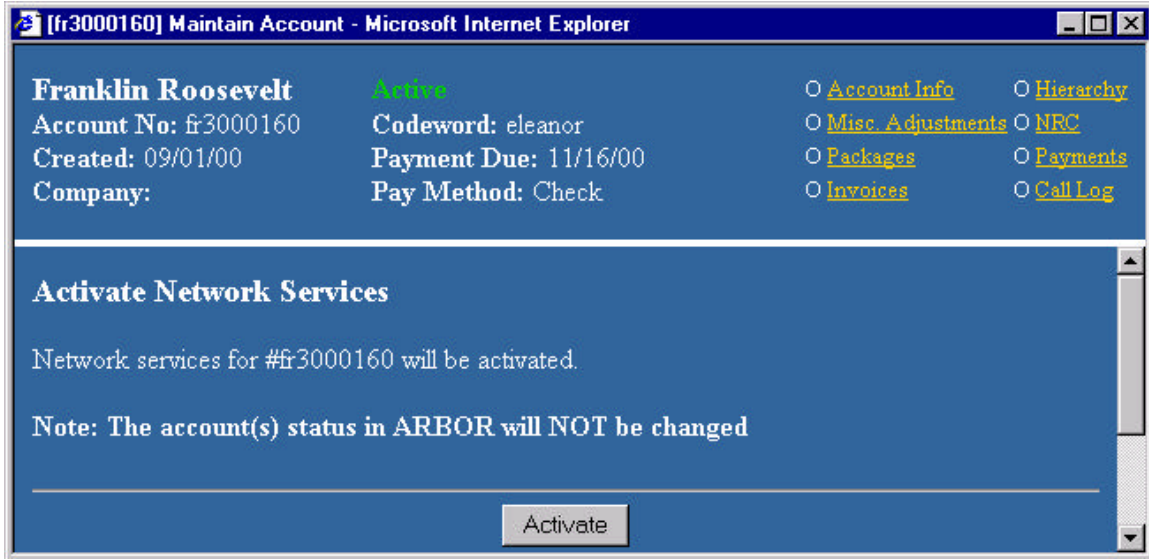 [fr3000160] Maintain Account - Microsoft Internet Explorer
Franklin Roosevelt
Account No: fr3000160
Created: 09/01/00
Company:
Active
Codeword: eleanor
Payment Due: 11/16/00
Pay Method: Check
Account Info
Misc. Adjustments
Packages
Invoices
Hierarchy
NRC
Payments
Call Log
Activate Network Services
Network services for #fr3000160 will be activated.
Note: The account(s) status in ARBOR will NOT be changed
Activate